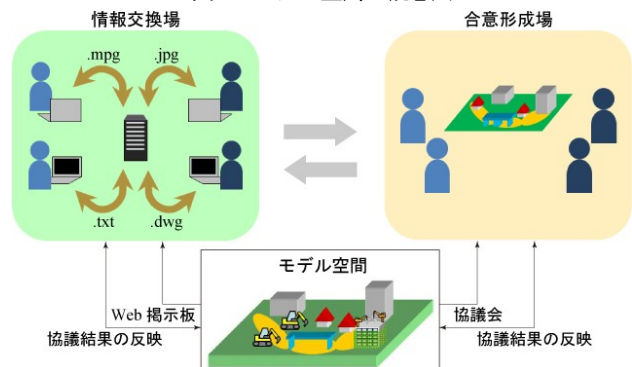 情報交換場
合意形成場
.mpg
.jpg
.txt
.dwg
モデル空間
Web 掲示板
協議会
協議結果の反映
協議結果の反映